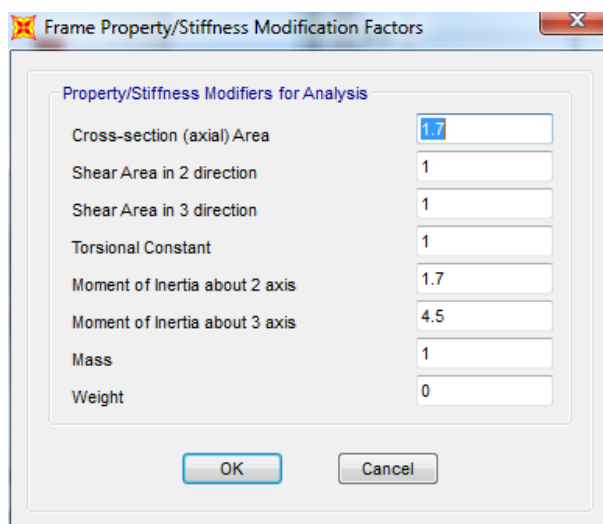 Frame Property/Stiffness Modification Factors
Property/Stiffness Modifiers for Analysis
Cross-section (axial) Area 1.7
Shear Area in 2 direction 1
Shear Area in 3 direction 1
Torsional Constant 1
Moment of Inertia about 2 axis 1.7
Moment of Inertia about 3 axis 4.5
Mass 1
Weight 0
OK Cancel